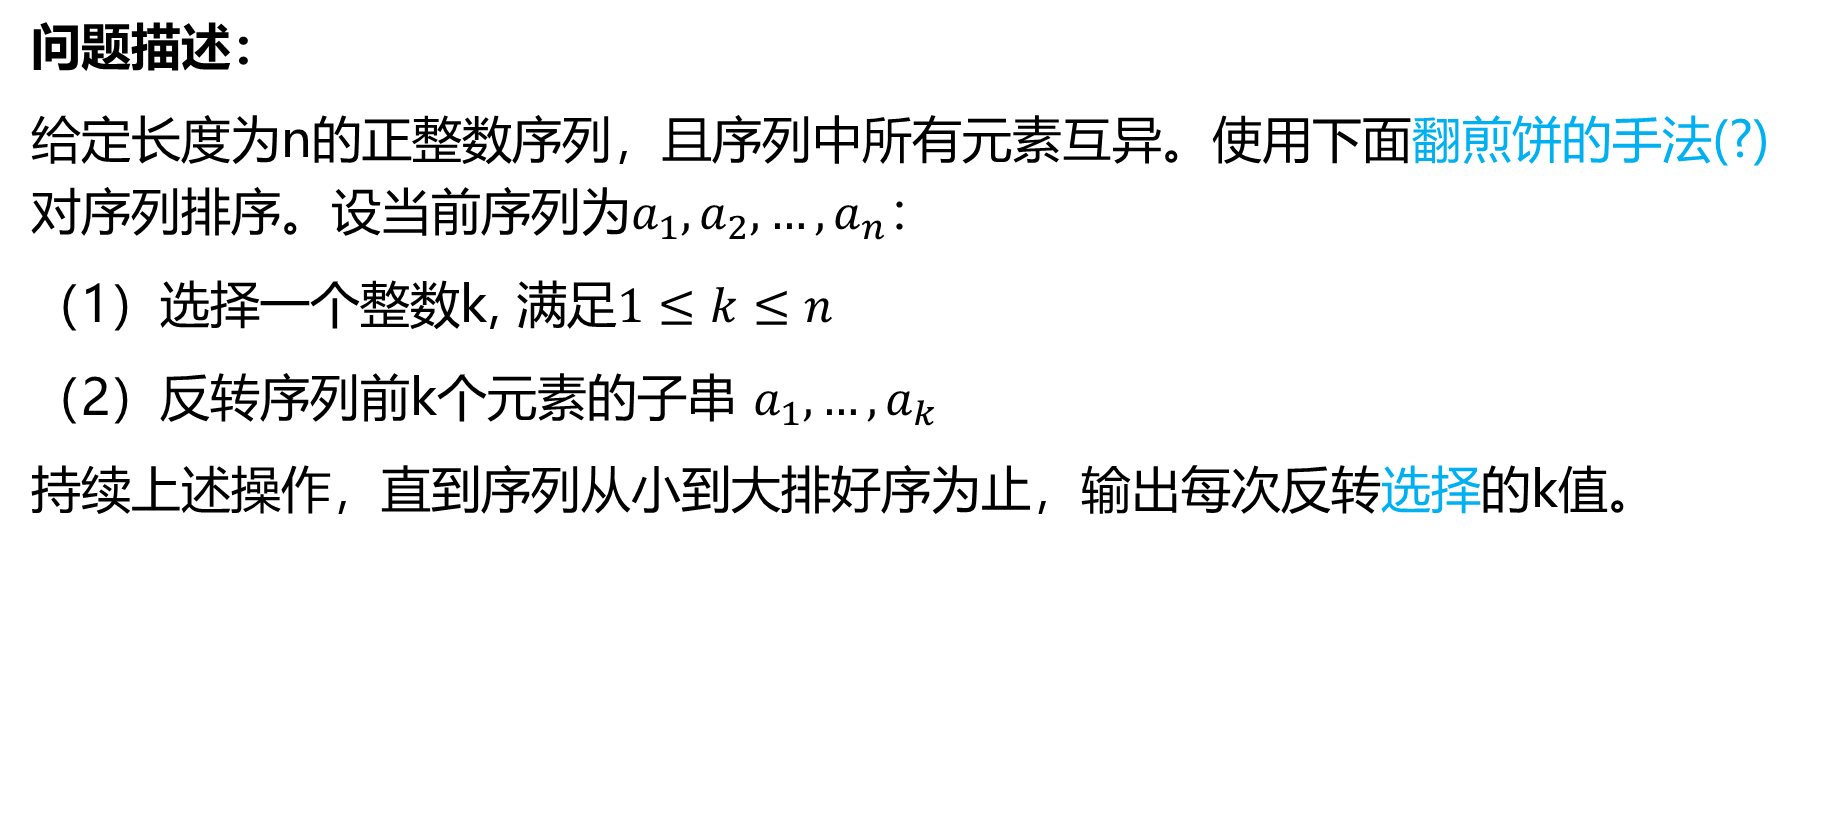 问题描述：
给定长度为n的正整数序列，且序列中所有元素互异。使用下面翻煎饼的手法(?)
对序列排序。设当前序列为a₁, a₂, … , aₙ：
（1）选择一个整数k, 满足1 ≤ k ≤ n
（2）反转序列前k个元素的子串 a₁, … , aₖ
持续上述操作，直到序列从小到大排好序为止，输出每次反转选择的k值。